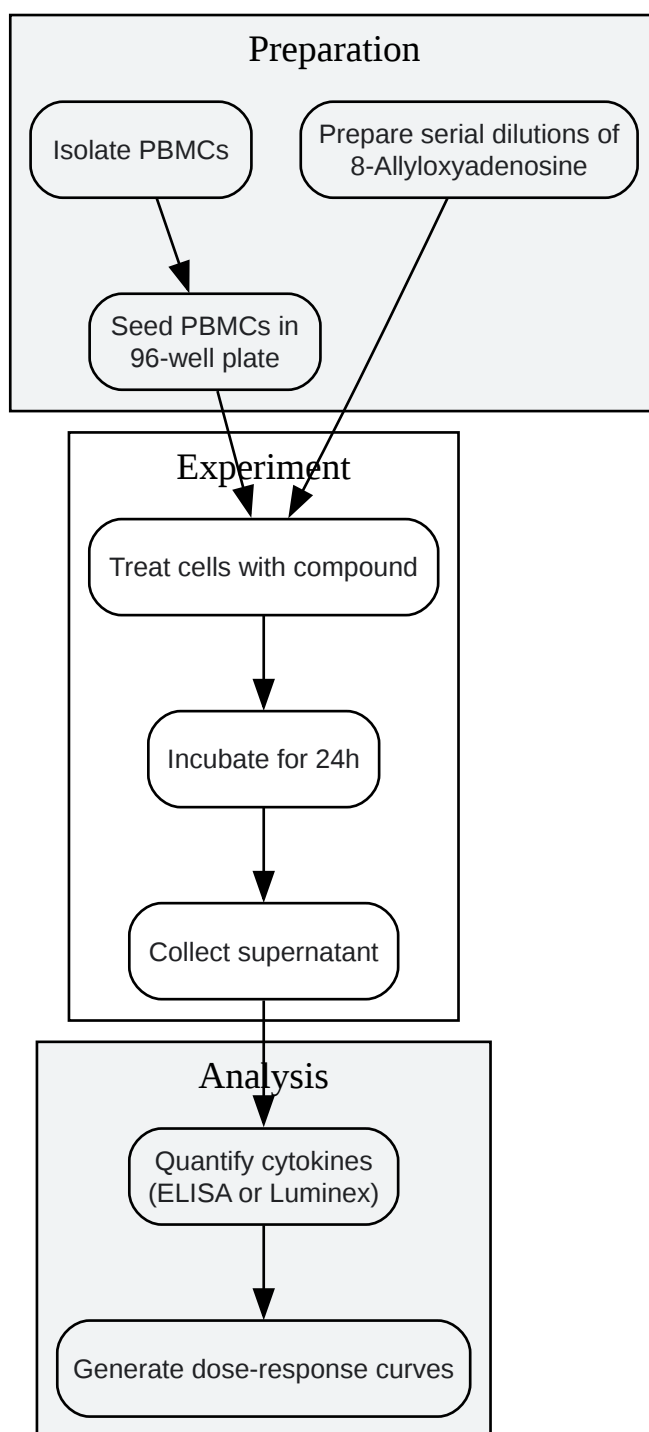 Preparation
Isolate PBMCs
Prepare serial dilutions of
8-Allyloxyadenosine
Seed PBMCs in
96-well plate
Experiment
Treat cells with compound
Incubate for 24h
Collect supernatant
Analysis
Quantify cytokines
(ELISA or Luminex)
Generate dose-response curves